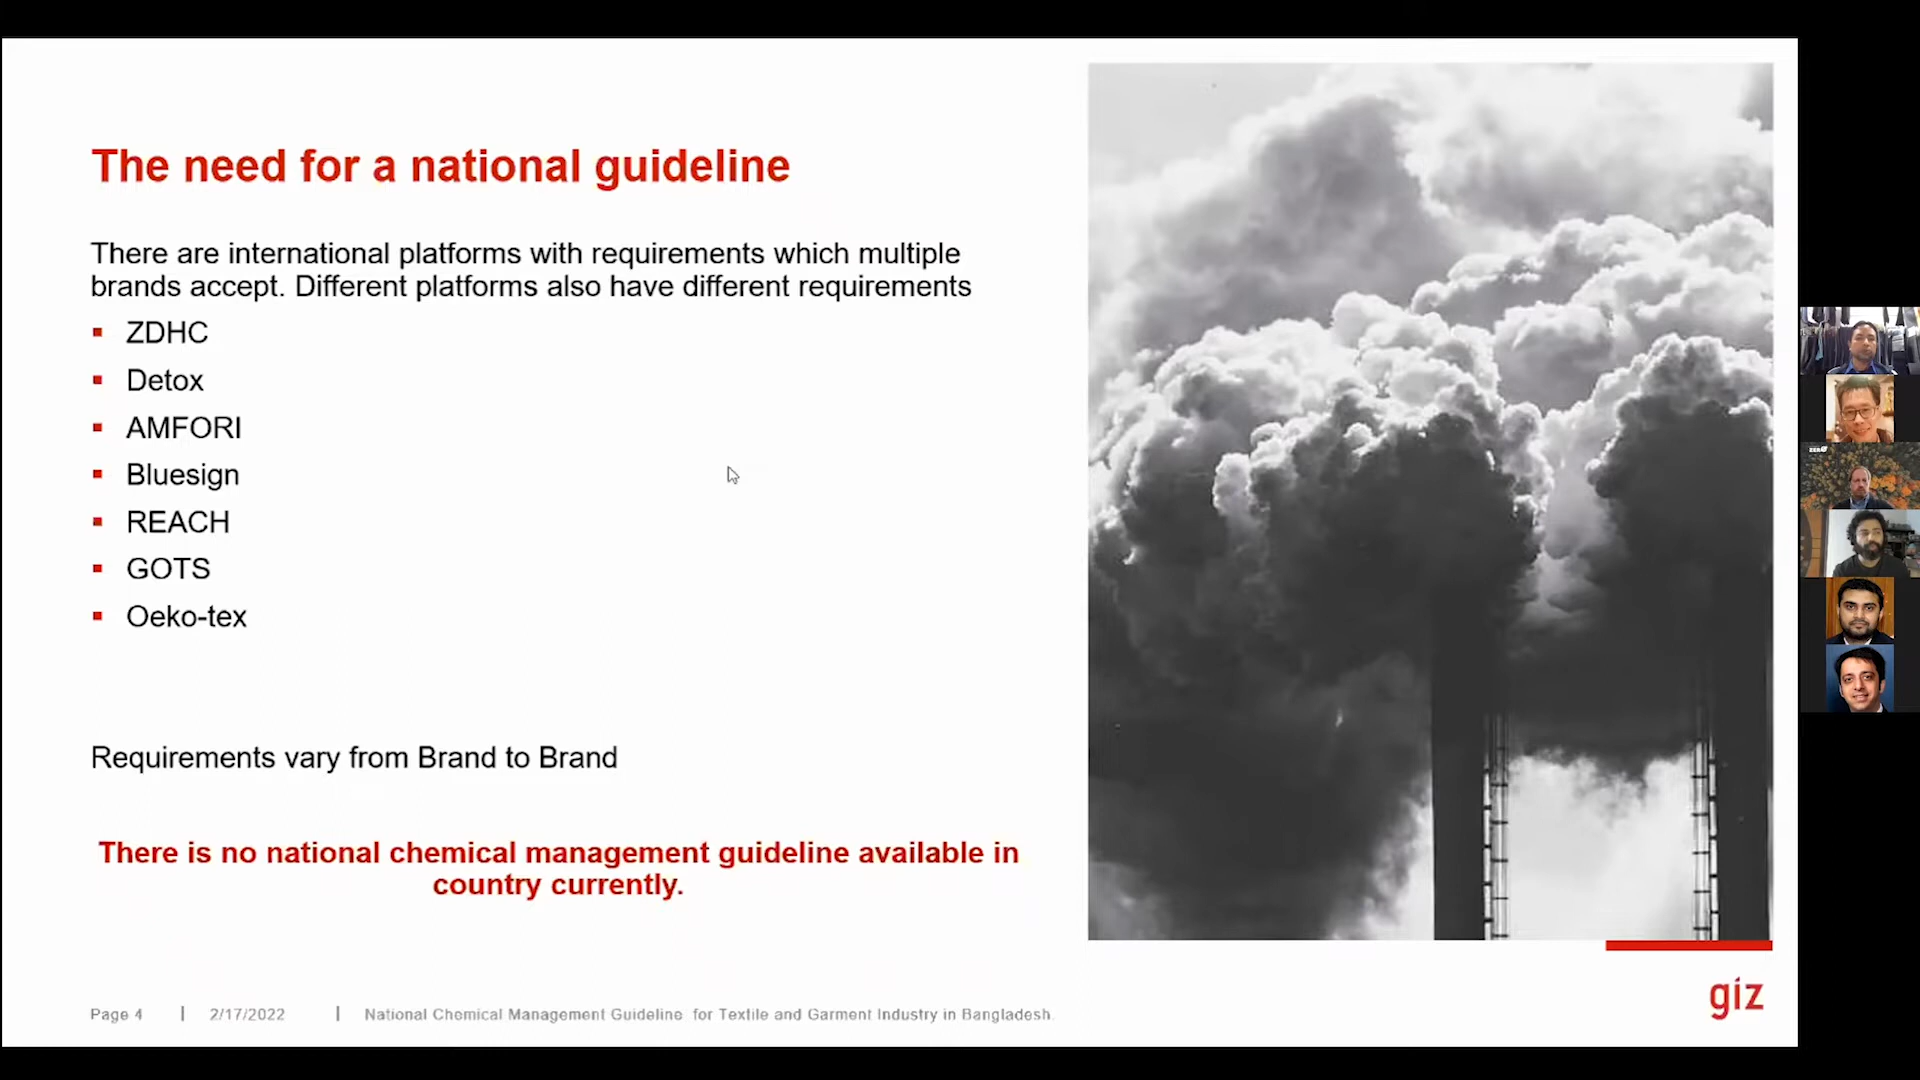 The need for a national guideline
There are international platforms with requirements which multiple
brands accept. Different platforms also have different requirements
ZDHC
Detox
AMFORI
Bluesign
REACH
GOTS
Oeko-tex
Requirements vary from Brand to Brand
There is no national chemical management guideline available in
country currently.
giz
Page 4 | 2/17/2022 | National Chemical Management Guideline for Textile and Garment Industry in Bangladesh.